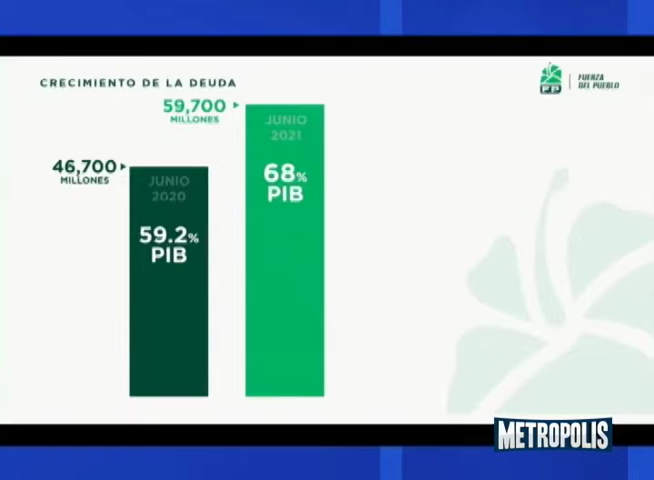 CRECIMIENTO DE LA DEUDA
FP
FUERZA
DEL PUEBLO
59,700
MILLONES
JUNIO
2021
68%
PIB
46,700
MILLONES
JUNIO
2020
59.2%
PIB
METROPOLIS